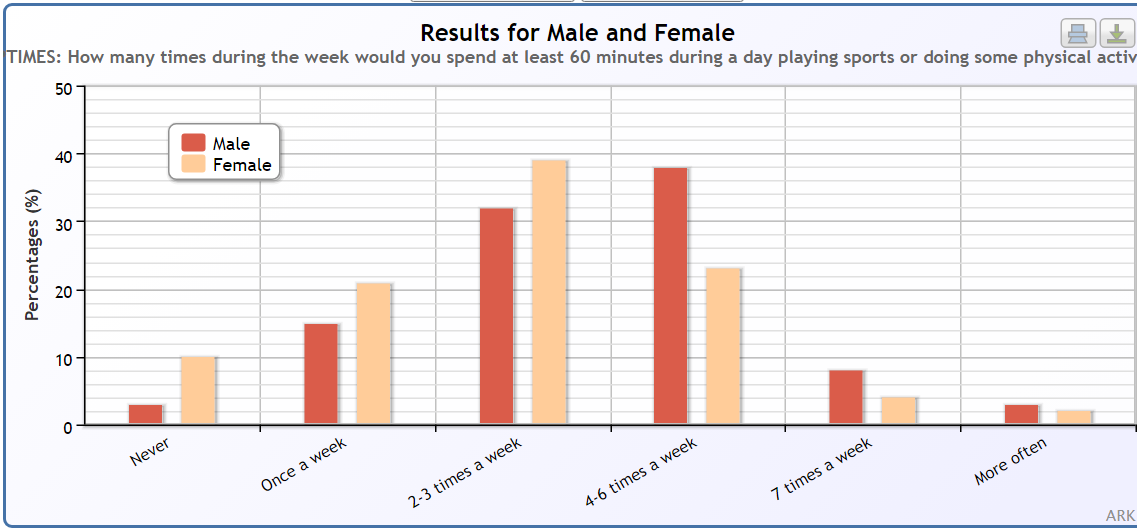 Results for Male and Female
TIMES: How many times during the week would you spend at least 60 minutes during a day playing sports or doing some physical activ
50
40
30
20
10
0
Percentages (%)
Male
Female
Never
Once a week
2-3 times a week
4-6 times a week
7 times a week
More often
ARK